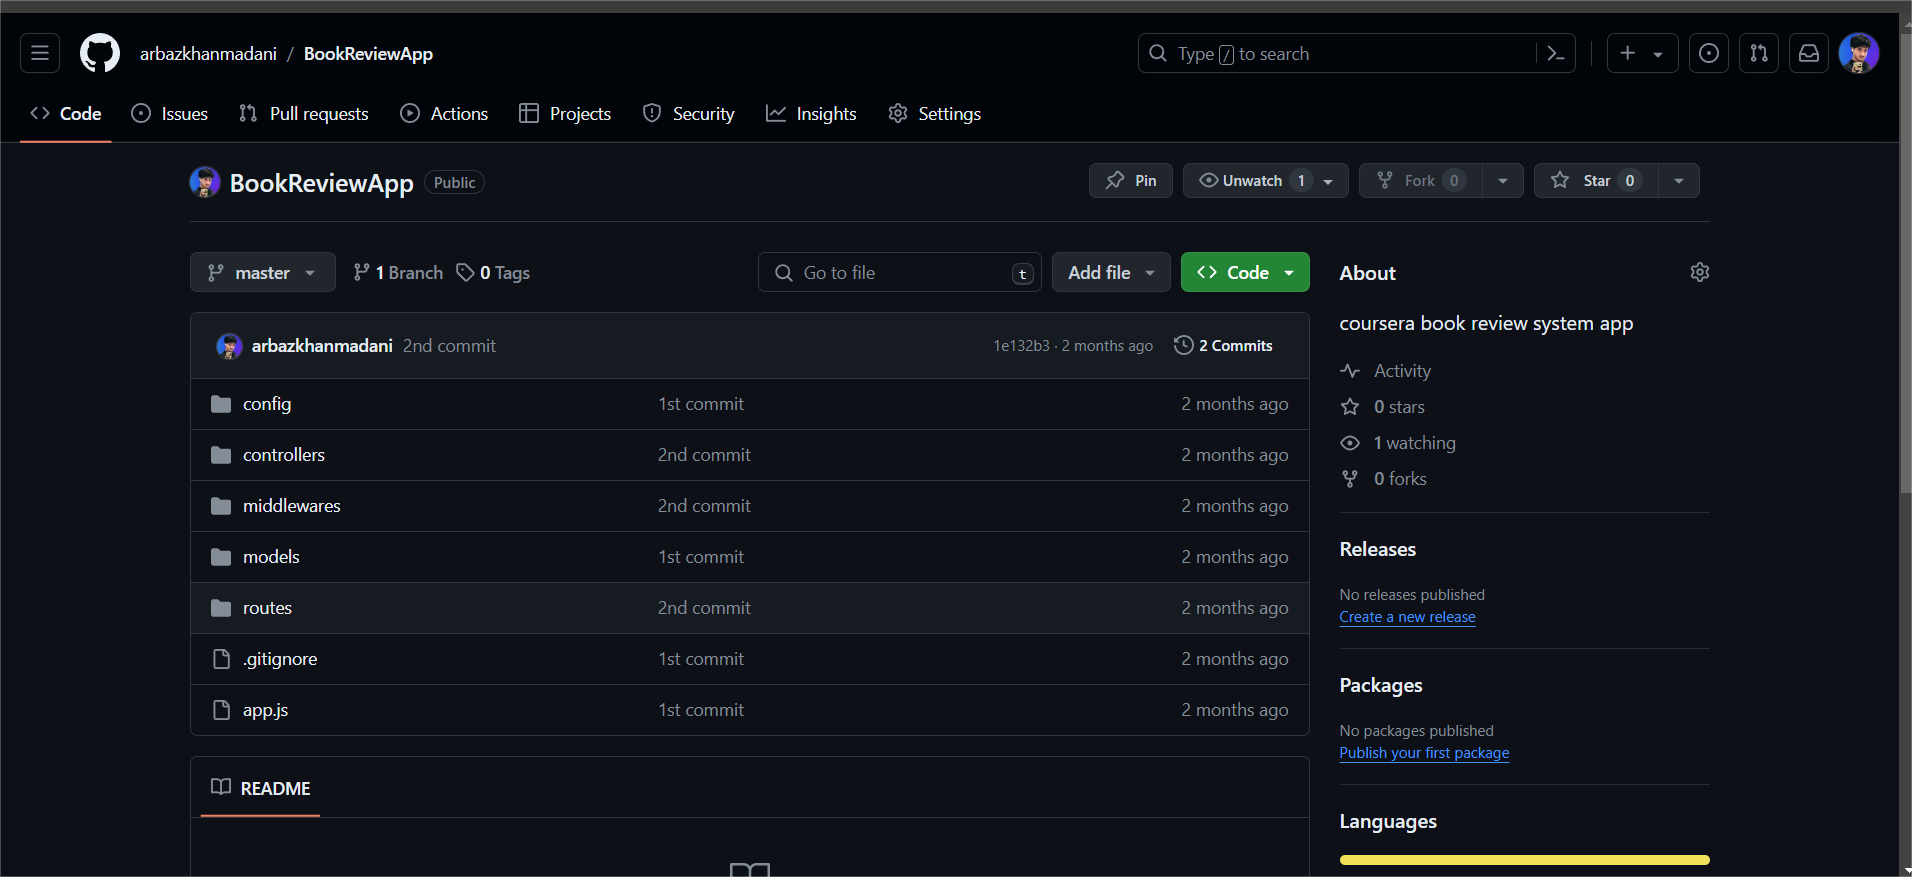 arbazkhanmadani / BookReviewApp
Type / to search
Code Issues Pull requests Actions Projects Security Insights Settings
BookReviewApp Public
Pin Unwatch 1 Fork 0 Star 0
master 1 Branch 0 Tags Go to file t Add file Code
arbazkhanmadani 2nd commit 1e132b3 · 2 months ago 2 Commits
config 1st commit 2 months ago
controllers 2nd commit 2 months ago
middlewares 2nd commit 2 months ago
models 1st commit 2 months ago
routes 2nd commit 2 months ago
.gitignore 1st commit 2 months ago
app.js 1st commit 2 months ago
README
About
coursera book review system app
Activity
0 stars
1 watching
0 forks
Releases
No releases published
Create a new release
Packages
No packages published
Publish your first package
Languages